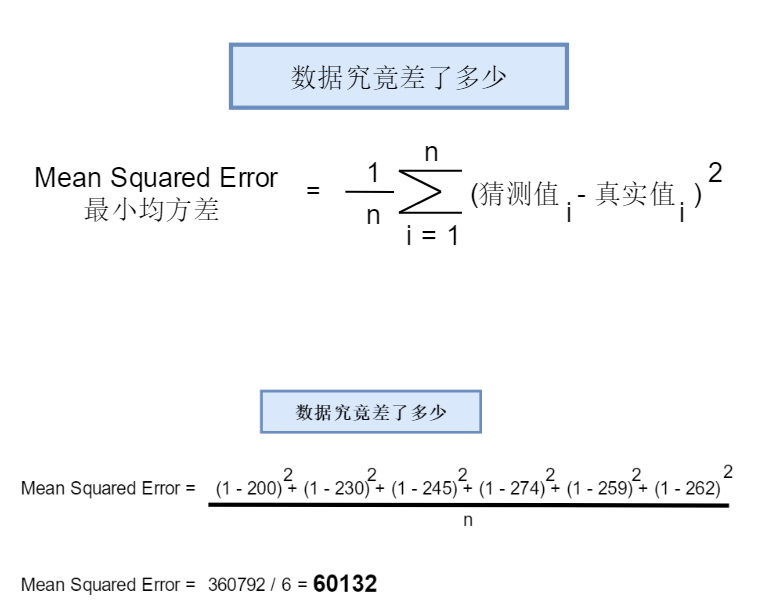 数据究竟差了多少
Mean Squared Error
最小均方差
= 1/n n ∑ i = 1 (猜测值 i - 真实值 i )2
数据究竟差了多少
Mean Squared Error = (1 - 200)2 + (1 - 230)2 + (1 - 245)2 + (1 - 274)2 + (1 - 259)2 + (1 - 262)2
n
Mean Squared Error = 360792 / 6 = 60132